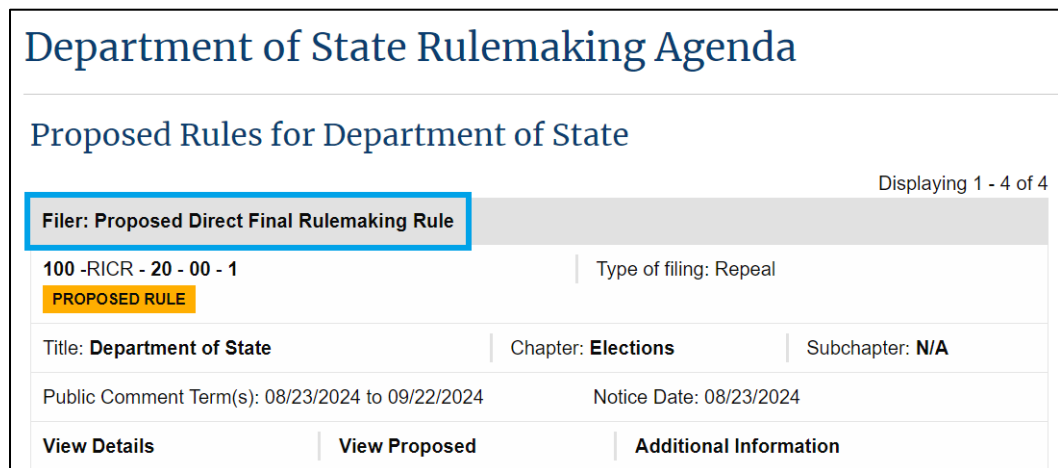 Department of State Rulemaking Agenda
Proposed Rules for Department of State
Displaying 1 - 4 of 4
Filer: Proposed Direct Final Rulemaking Rule
100 -RICR - 20 - 00 - 1 Type of filing: Repeal
PROPOSED RULE
Title: Department of State Chapter: Elections Subchapter: N/A
Public Comment Term(s): 08/23/2024 to 09/22/2024 Notice Date: 08/23/2024
View Details View Proposed Additional Information